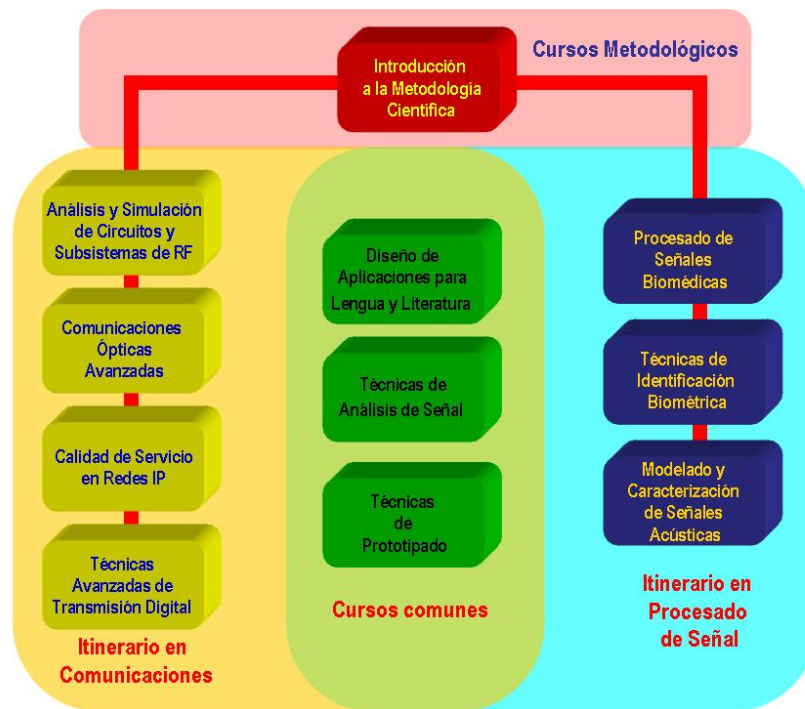 Cursos Metodológicos
Introducción
a la Metodología
Científica
Análisis y Simulación
de Circuitos y
Subsistemas de RF
Comunicaciones
Ópticas
Avanzadas
Calidad de Servicio
en Redes IP
Técnicas
Avanzadas de
Transmisión Digital
Itinerario en
Comunicaciones
Diseño de
Aplicaciones para
Lengua y Literatura
Técnicas de
Análisis de Señal
Técnicas
de
Prototipado
Cursos comunes
Procesado de
Señales
Biomédicas
Técnicas de
Identificación
Biométrica
Modelado y
Caracterización
de Señales
Acústicas
Itinerario en
Procesado
de Señal